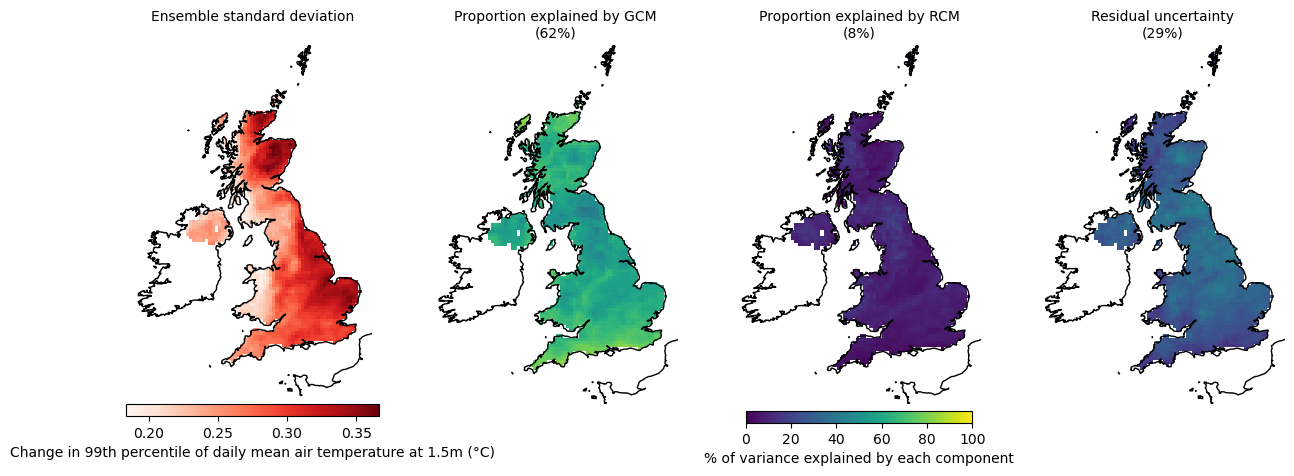 Ensemble standard deviation
Proportion explained by GCM
(62%)
Proportion explained by RCM
(8%)
Residual uncertainty
(29%)
0.20 0.25 0.30 0.35
Change in 99th percentile of daily mean air temperature at 1.5m (°C)
0 20 40 60 80 100
% of variance explained by each component